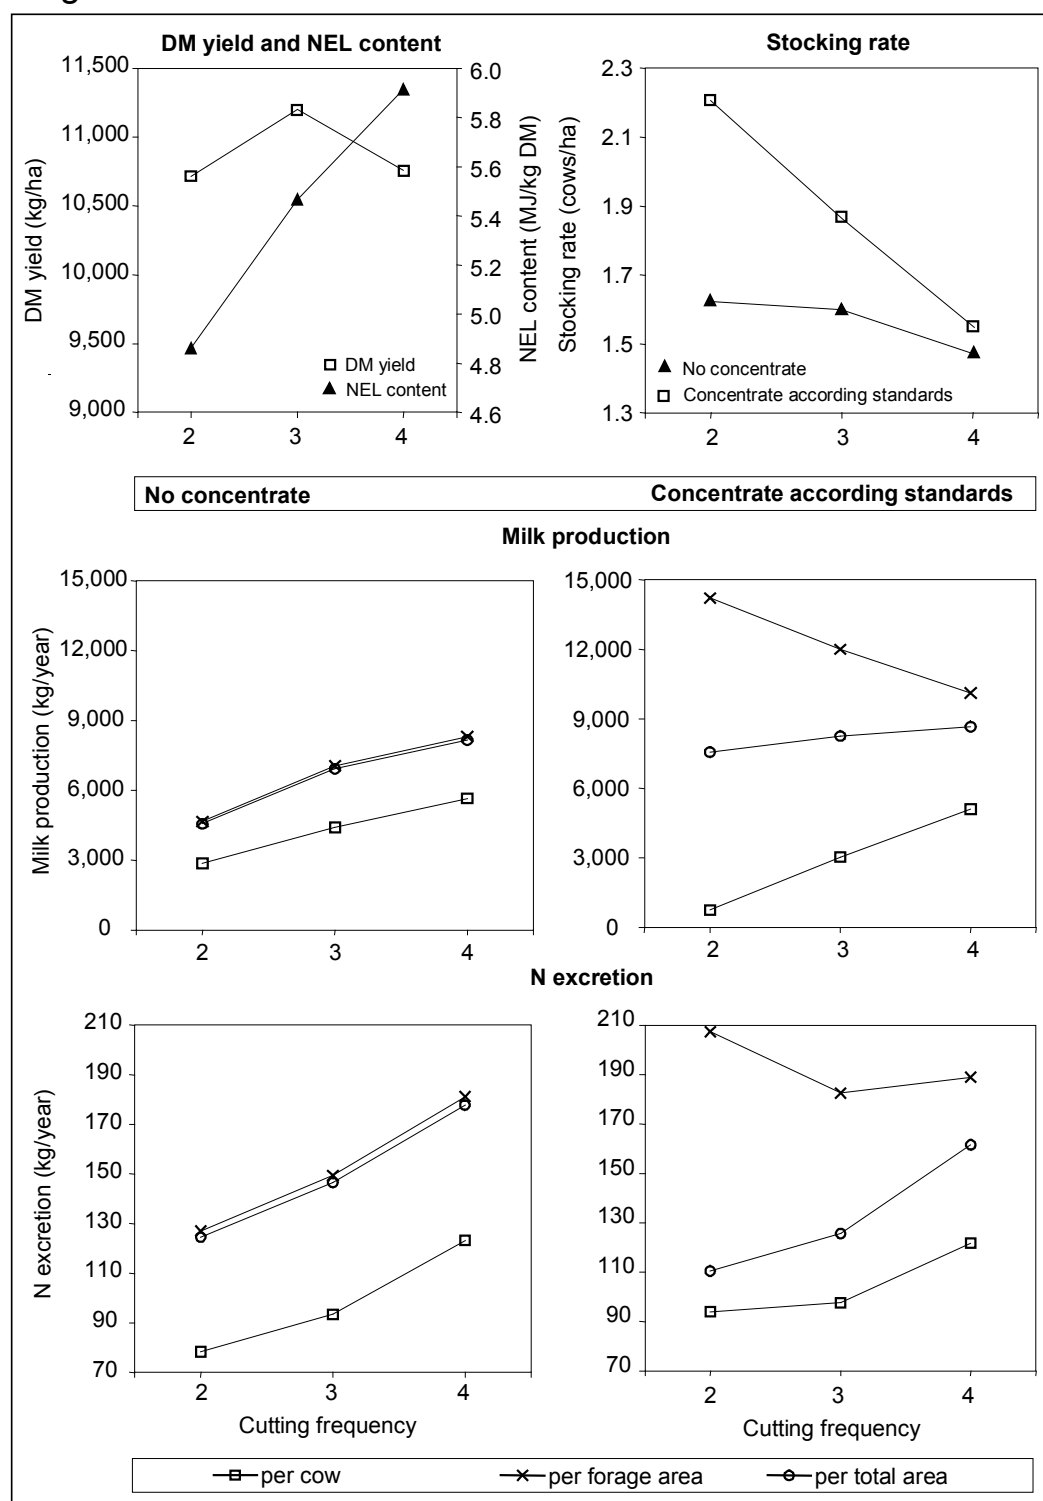 DM yield and NEL content
11,500
11,000
10,500
10,000
9,500
9,000
DM yield (kg/ha)
6.0
5.8
5.6
5.4
5.2
5.0
4.8
4.6
NEL content (MJ/kg DM)
DM yield
NEL content
2 3 4
Stocking rate
2.3
2.1
1.9
1.7
1.5
1.3
Stocking rate (cows/ha)
No concentrate
Concentrate according standards
2 3 4
No concentrate Concentrate according standards
Milk production
15,000
12,000
9,000
6,000
3,000
0
Milk production (kg/year)
2 3 4
15,000
12,000
9,000
6,000
3,000
0
2 3 4
N excretion
210
190
170
150
130
110
90
70
N excretion (kg/year)
2 3 4
Cutting frequency
210
190
170
150
130
110
90
70
2 3 4
Cutting frequency
per cow per forage area per total area